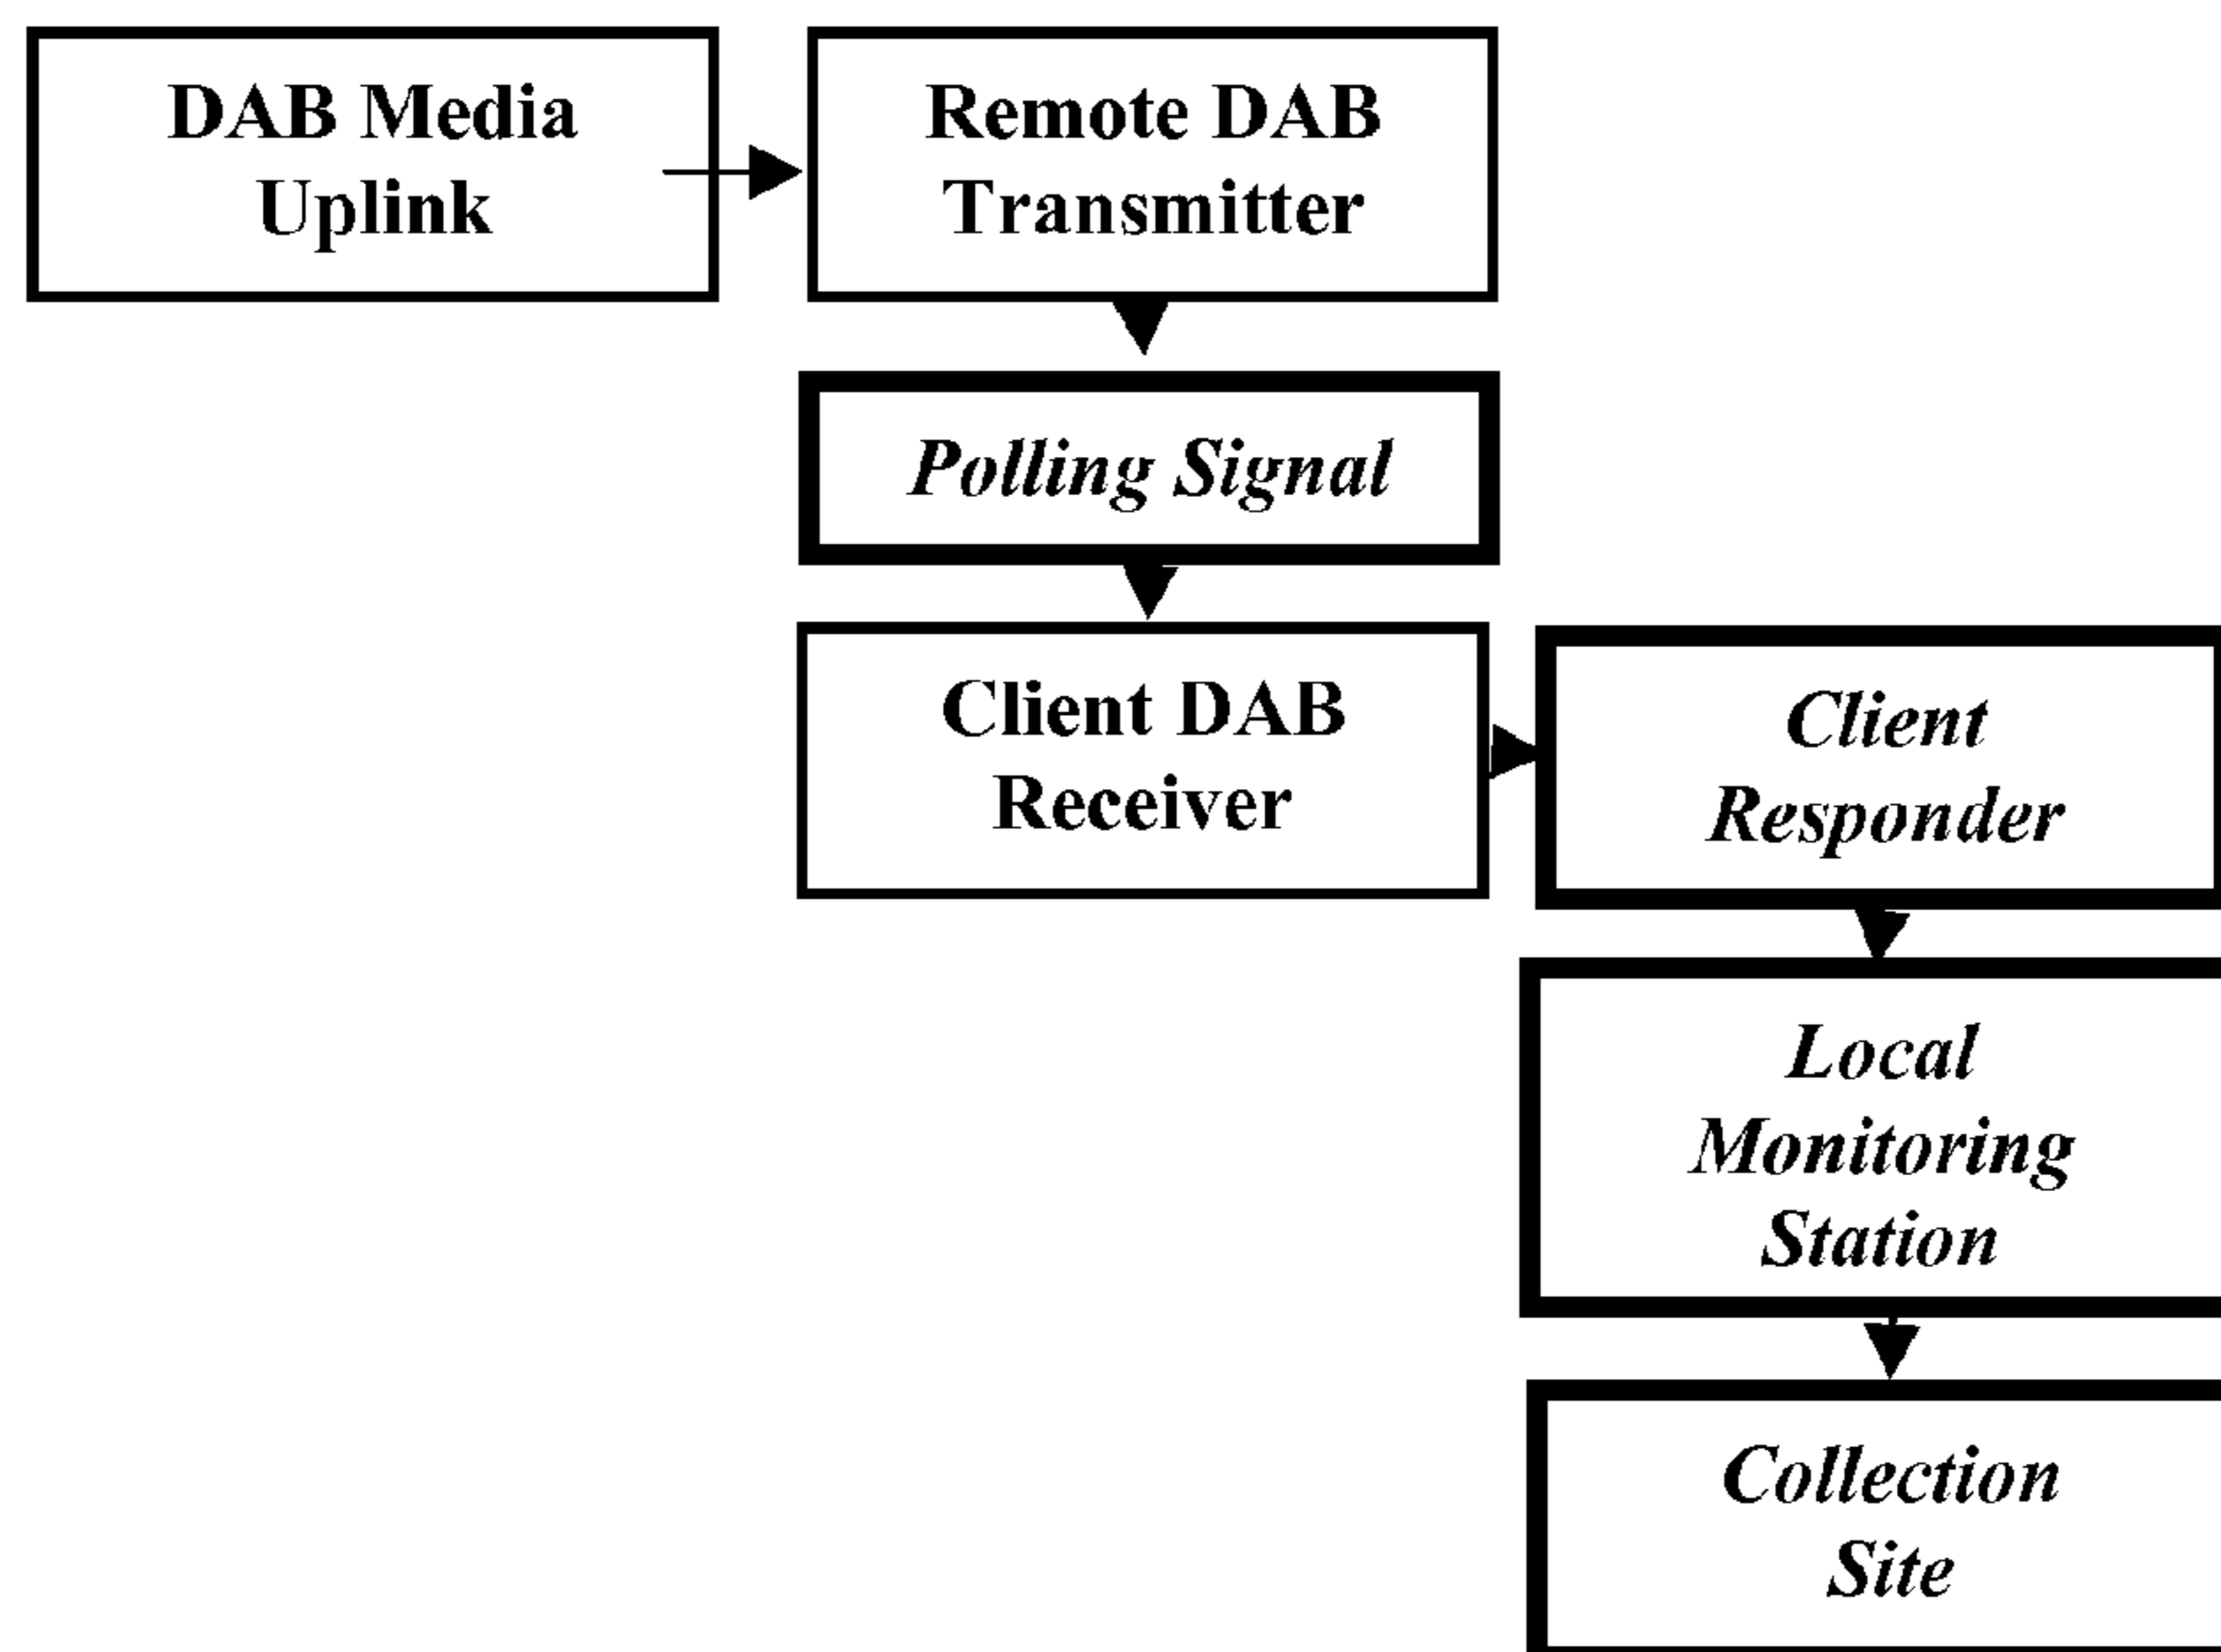 DAB Media
Uplink
Remote DAB
Transmitter
Polling Signal
Client DAB
Receiver
Client
Responder
Local
Monitoring
Station
Collection
Site